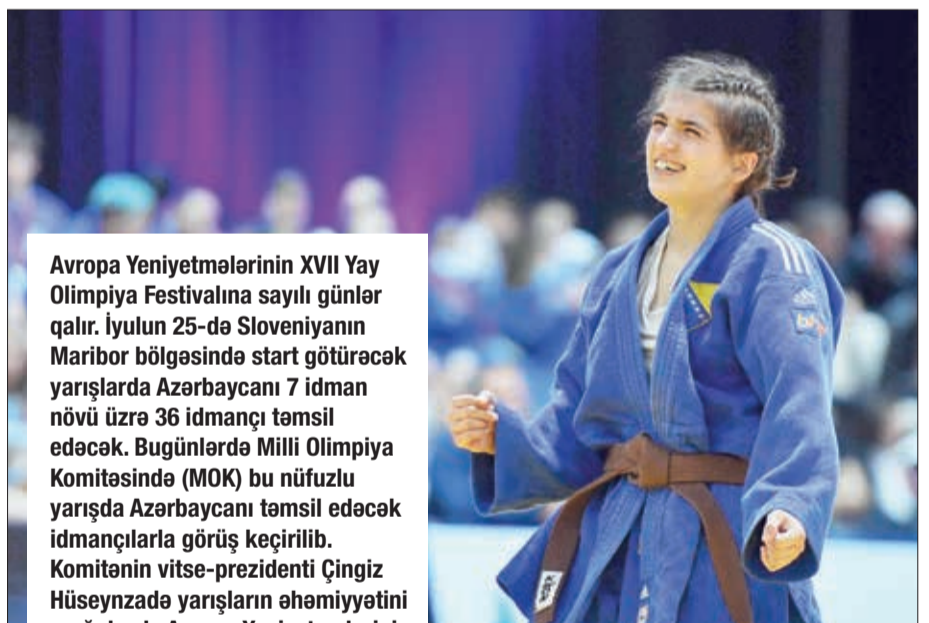 Avropa Yeniyetmələrinin XVII Yay
Olimpiya Festivalına sayılı günlər
qalır. İyulun 25-də Sloveniyanın
Maribor bölgəsində start götürəcək
yarışlarda Azərbaycanı 7 idman
növü üzrə 36 idmançı təmsil
edəcək. Bugünlərdə Milli Olimpiya
Komitəsində (MOK) bu nüfuzlu
yarışda Azərbaycanı təmsil edəcək
idmançılarla görüş keçirilib.
Komitənin vitse-prezidenti Çingiz
Hüseynzadə yarışların əhəmiyyətini